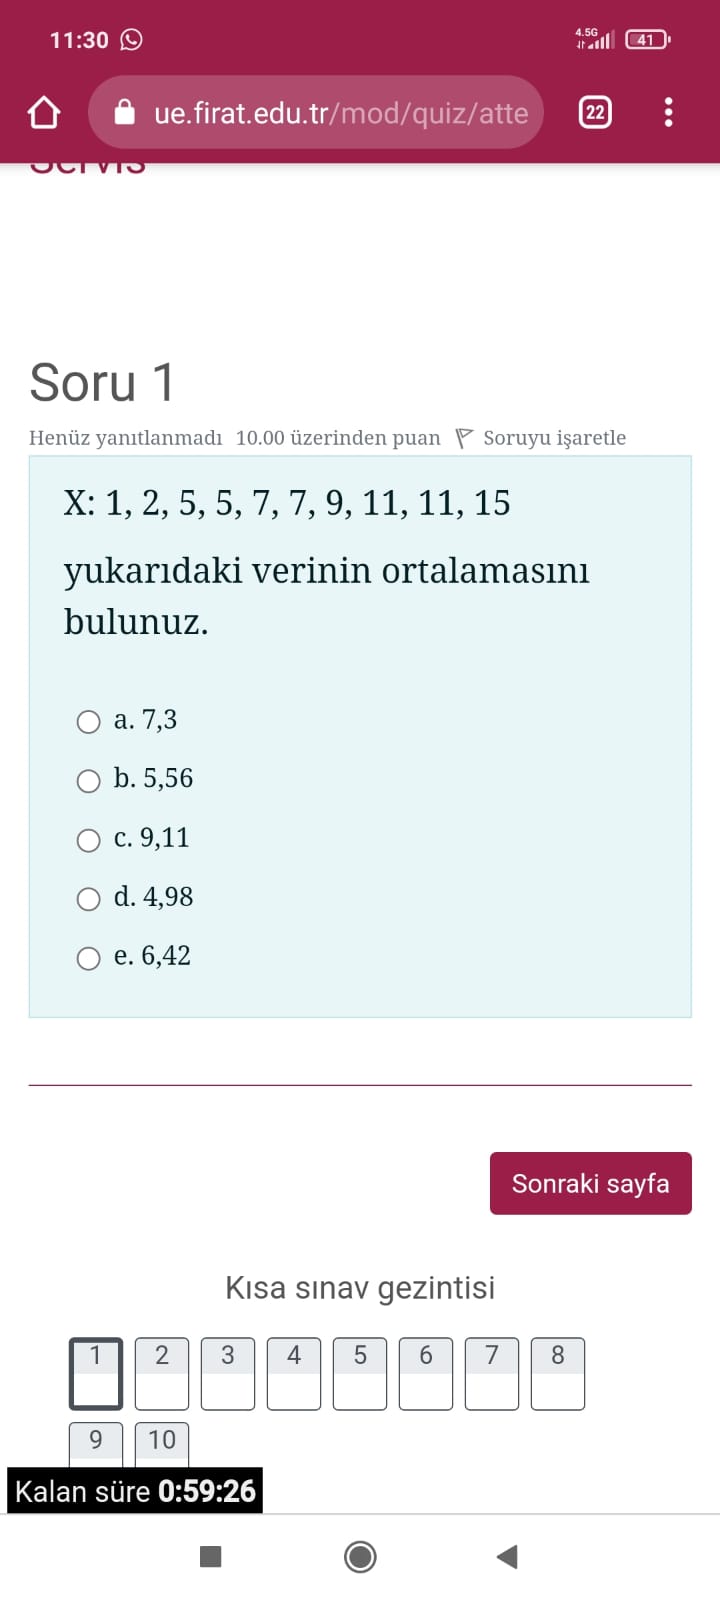 11:30
4.5G
41
ue.firat.edu.tr/mod/quiz/atte
22
Servis
Soru 1
Henüz yanıtlanmadı 10.00 üzerinden puan Soruyu işaretle
X: 1, 2, 5, 5, 7, 7, 9, 11, 11, 15
yukarıdaki verinin ortalamasını
bulunuz.
a. 7,3
b. 5,56
c. 9,11
d. 4,98
e. 6,42
Sonraki sayfa
Kısa sınav gezintisi
1 2 3 4 5 6 7 8
9 10
Kalan süre 0:59:26